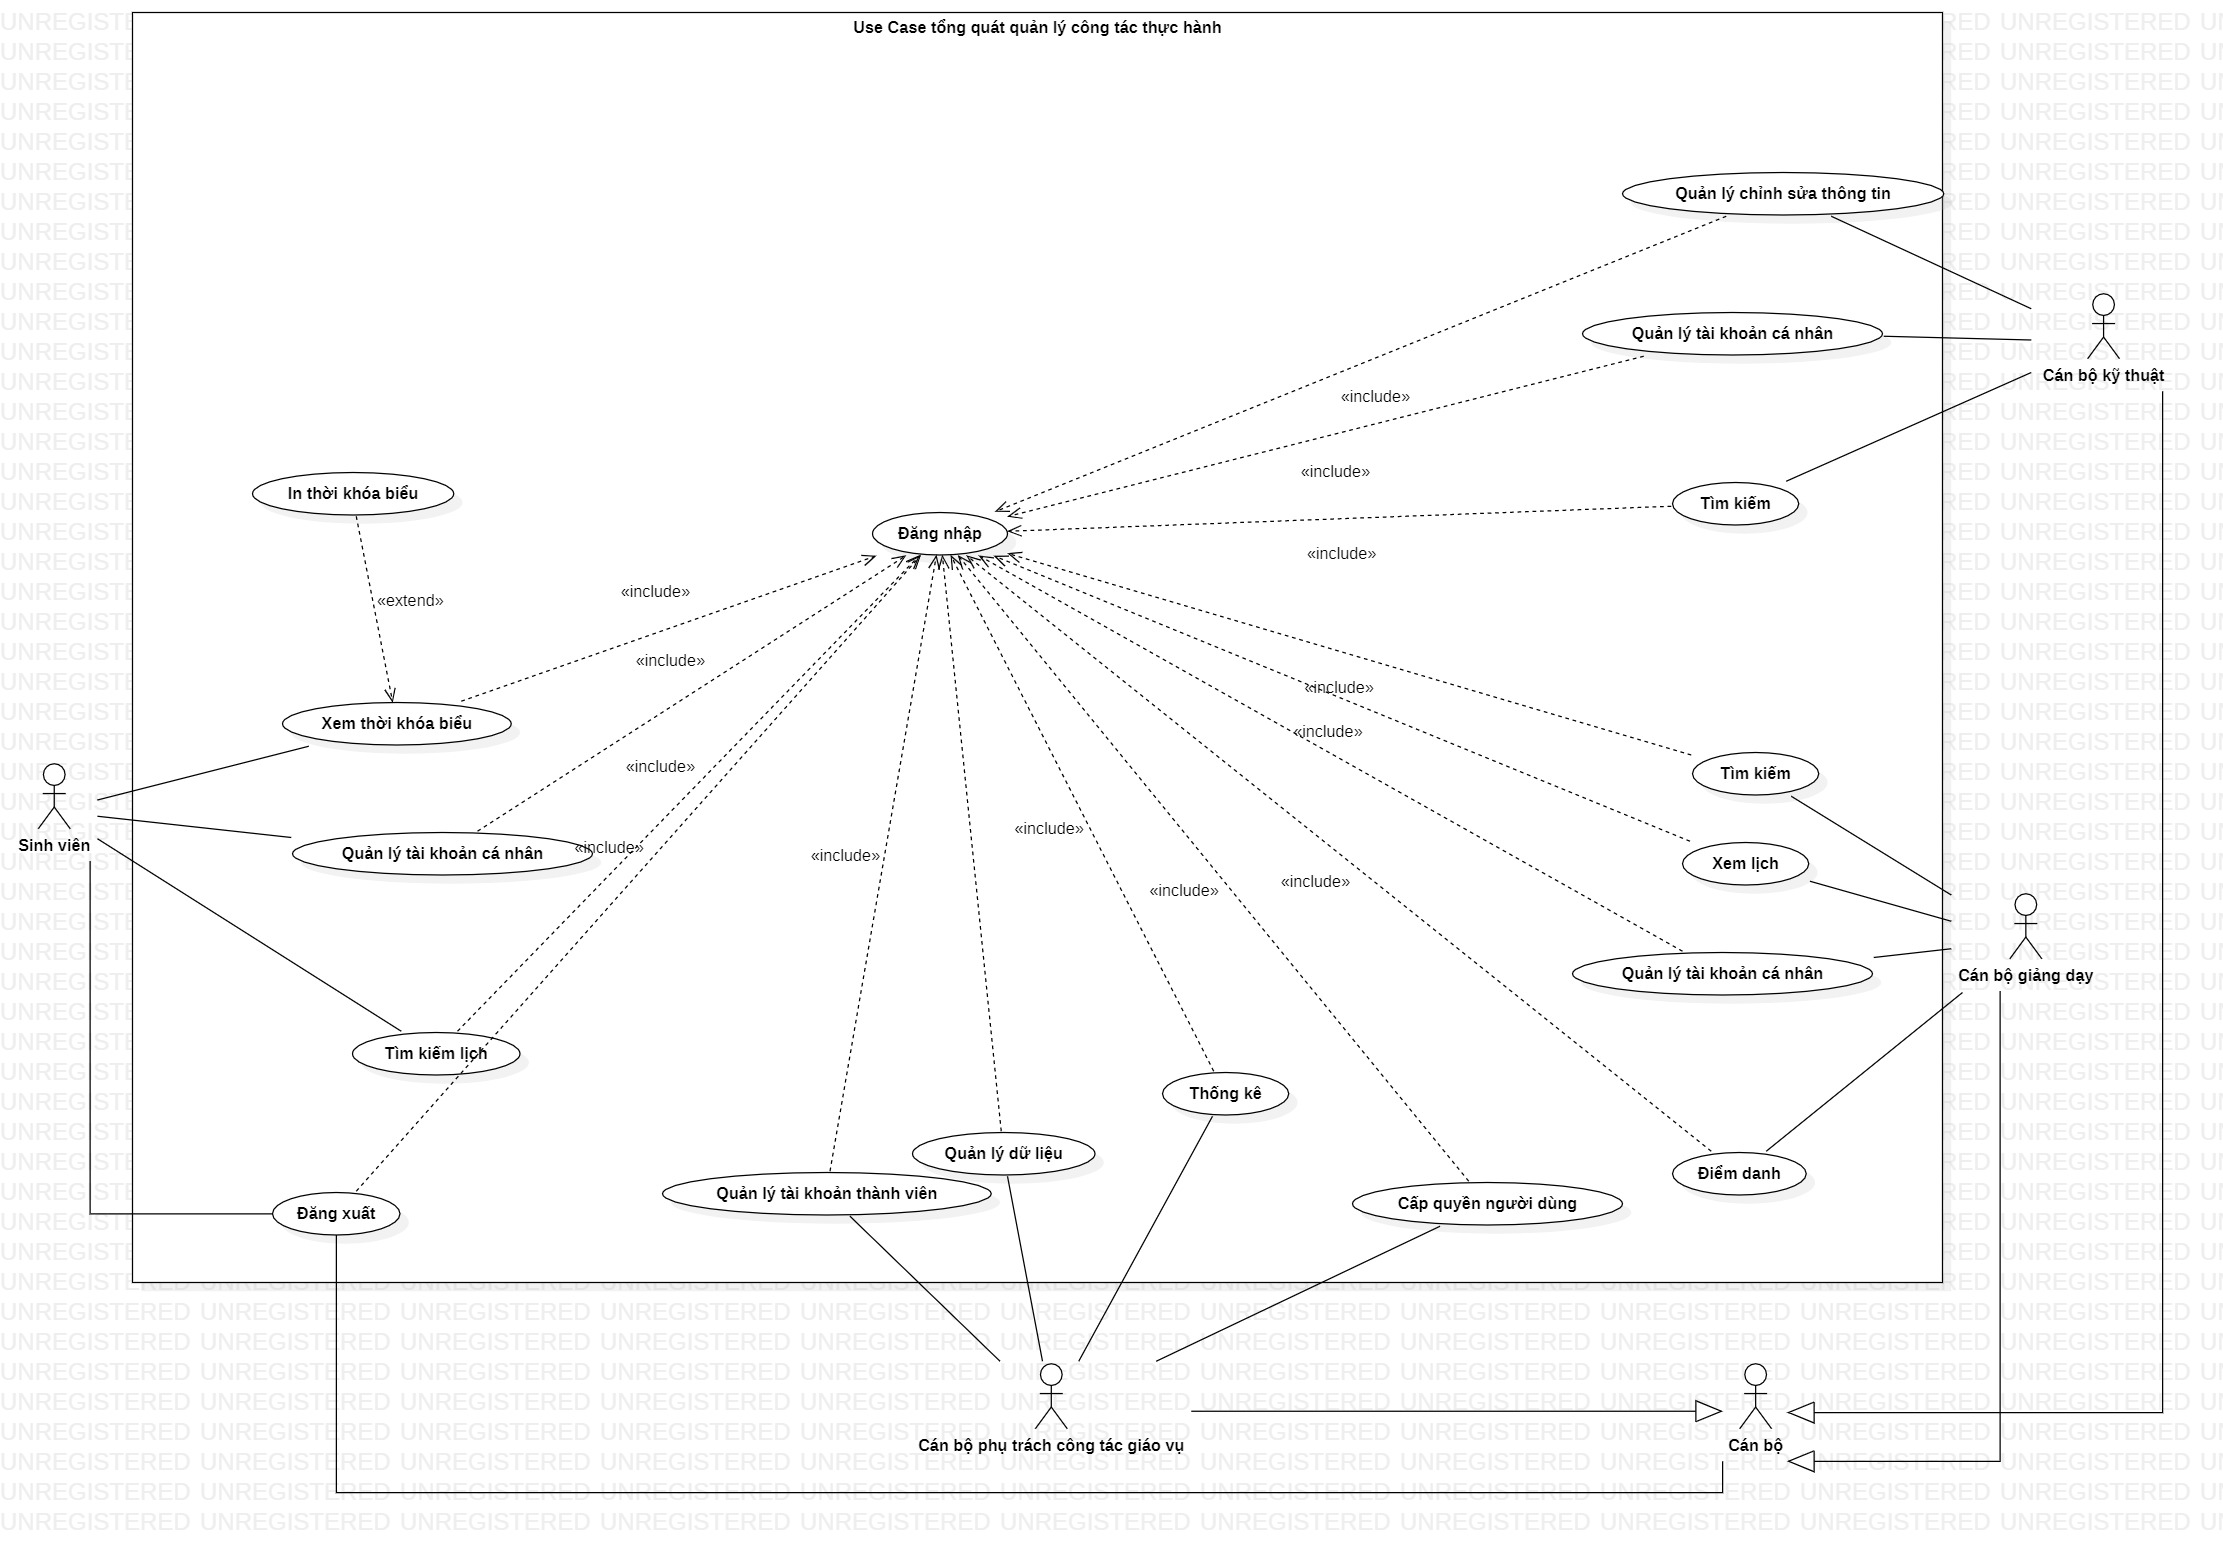 Use Case tổng quát quản lý công tác thực hành
Quản lý chỉnh sửa thông tin
Quản lý tài khoản cá nhân
Cán bộ kỹ thuật
«include»
«include»
In thời khóa biểu
Tìm kiếm
Đăng nhập
«include»
«include»
«extend»
«include»
«include»
Xem thời khóa biểu
«include»
«include»
Tìm kiếm
«include»
«include»
«include»
Sinh viên
Quản lý tài khoản cá nhân
«include»
Xem lịch
«include»
«include»
Quản lý tài khoản cá nhân
Cán bộ giảng dạy
Tìm kiếm lịch
Thống kê
Quản lý dữ liệu
Điểm danh
Quản lý tài khoản thành viên
Cấp quyền người dùng
Đăng xuất
Cán bộ phụ trách công tác giáo vụ
Cán bộ
UNREGISTERED